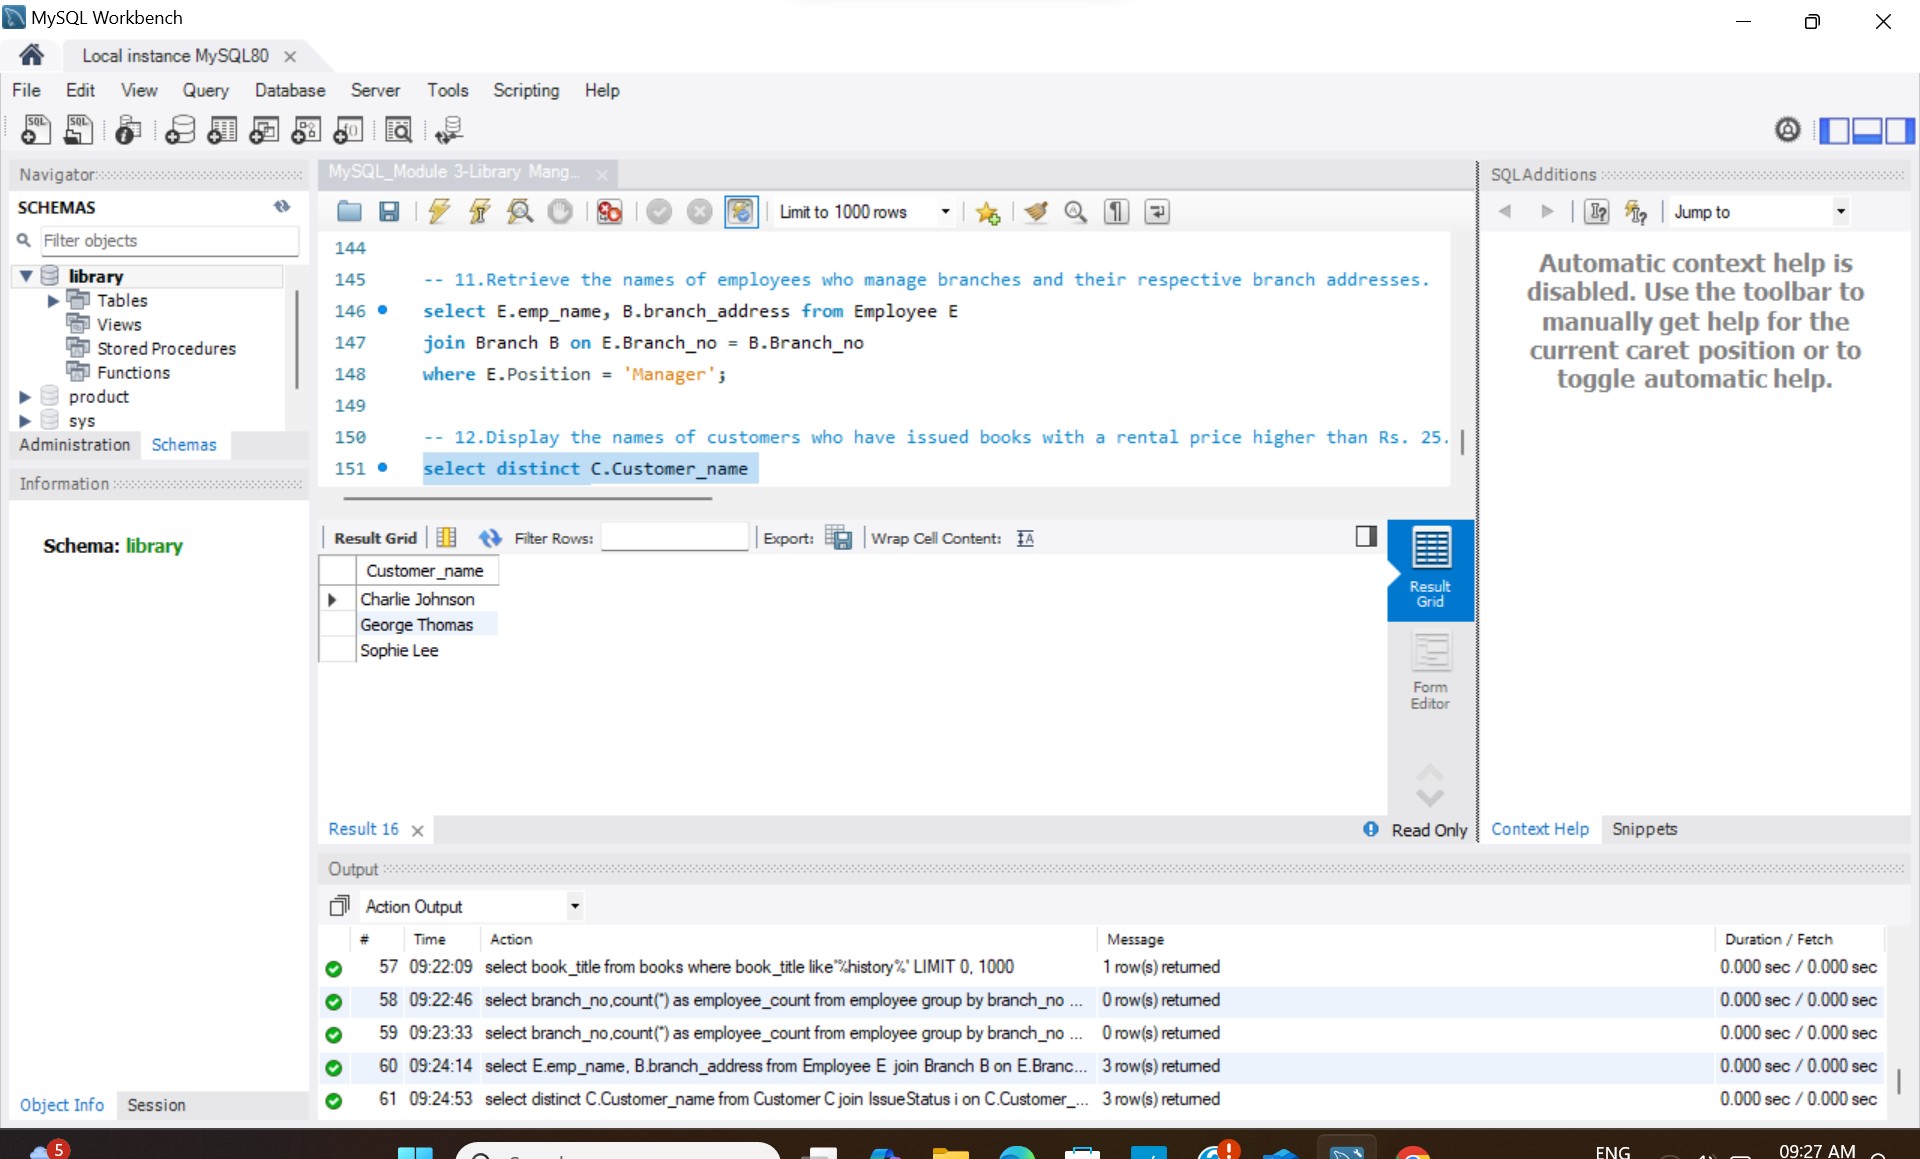 MySQL Workbench
Local instance MySQL80
File Edit View Query Database Server Tools Scripting Help
Navigator
SCHEMAS
Filter objects
library
Tables
Views
Stored Procedures
Functions
product
sys
Administration Schemas
Information
Schema: library
Object Info Session
MySQL_Module 3-Library Mang...
Limit to 1000 rows
144
145 -- 11.Retrieve the names of employees who manage branches and their respective branch addresses.
146 select E.emp_name, B.branch_address from Employee E
147 join Branch B on E.Branch_no = B.Branch_no
148 where E.Position = 'Manager';
149
150 -- 12.Display the names of customers who have issued books with a rental price higher than Rs. 25.
151 select distinct C.Customer_name
Result Grid Filter Rows: Export: Wrap Cell Content:
Customer_name
Charlie Johnson
George Thomas
Sophie Lee
Result Grid
Form Editor
Result 16
Read Only
SQLAdditions
Jump to
Automatic context help is
disabled. Use the toolbar to
manually get help for the
current caret position or to
toggle automatic help.
Context Help Snippets
Output
Action Output
# Time Action Message Duration / Fetch
57 09:22:09 select book_title from books where book_title like'%history%' LIMIT 0, 1000 1 row(s) returned 0.000 sec / 0.000 sec
58 09:22:46 select branch_no,count(*) as employee_count from employee group by branch_no ... 0 row(s) returned 0.000 sec / 0.000 sec
59 09:23:33 select branch_no,count(*) as employee_count from employee group by branch_no ... 0 row(s) returned 0.000 sec / 0.000 sec
60 09:24:14 select E.emp_name, B.branch_address from Employee E join Branch B on E.Branc... 3 row(s) returned 0.000 sec / 0.000 sec
61 09:24:53 select distinct C.Customer_name from Customer C join IssueStatus i on C.Customer_... 3 row(s) returned 0.000 sec / 0.000 sec
5
ENG
09:27 AM